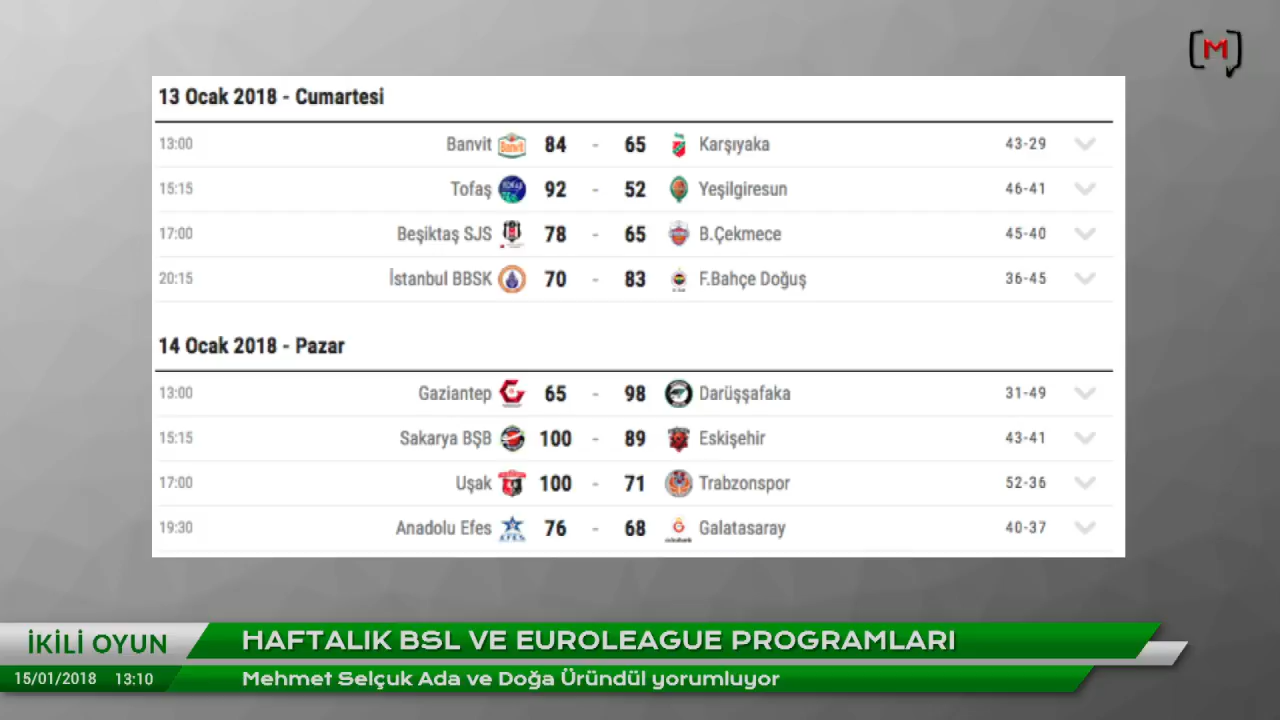 M
13 Ocak 2018 - Cumartesi
13:00 Banvit Banvit 84 - 65 Karşıyaka 43-29
15:15 Tofaş TOFAŞ 92 - 52 Yeşilgiresun 46-41
17:00 Beşiktaş SJS 78 - 65 B.Çekmece 45-40
20:15 İstanbul BBSK 70 - 83 F.Bahçe Doğuş 36-45
14 Ocak 2018 - Pazar
13:00 Gaziantep 65 - 98 Darüşşafaka 31-49
15:15 Sakarya BŞB 100 - 89 Eskişehir 43-41
17:00 Uşak 100 - 71 Trabzonspor 52-36
19:30 Anadolu Efes EFES 76 - 68 Galatasaray 40-37
İKİLİ OYUN HAFTALIK BSL VE EUROLEAGUE PROGRAMLARI
15/01/2018 13:10 Mehmet Selçuk Ada ve Doğa Üründül yorumluyor